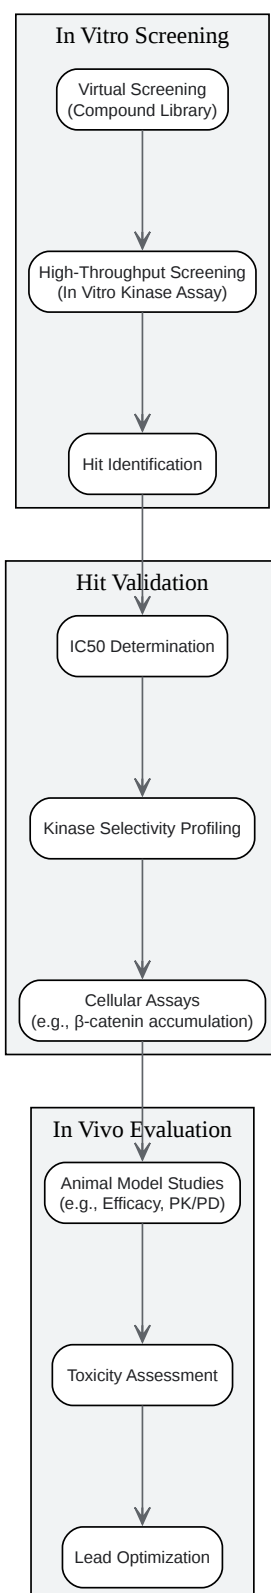 In Vitro Screening
Virtual Screening
(Compound Library)
High-Throughput Screening
(In Vitro Kinase Assay)
Hit Identification
Hit Validation
IC50 Determination
Kinase Selectivity Profiling
Cellular Assays
(e.g., β-catenin accumulation)
In Vivo Evaluation
Animal Model Studies
(e.g., Efficacy, PK/PD)
Toxicity Assessment
Lead Optimization